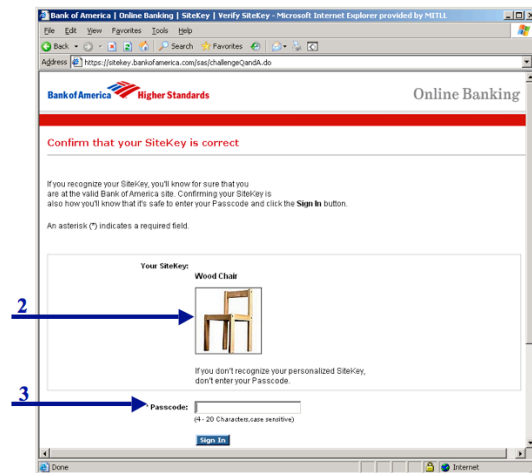 Bank of America | Online Banking | SiteKey | Verify SiteKey - Microsoft Internet Explorer provided by MITLL
File Edit View Favorites Tools Help
Back Search Favorites
Address https://sitekey.bankofamerica.com/sas/challengeQandA.do
Bank of America Higher Standards
Online Banking
Confirm that your SiteKey is correct
If you recognize your SiteKey, you'll know for sure that you
are at the valid Bank of America site. Confirming your SiteKey is
also how you'll know that it's safe to enter your Passcode and click the Sign In button.
An asterisk (*) indicates a required field.
Your SiteKey:
Wood Chair
2
If you don't recognize your personalized SiteKey,
don't enter your Passcode.
3
* Passcode:
(4 - 20 Characters,case sensitive)
Sign In
Done Internet